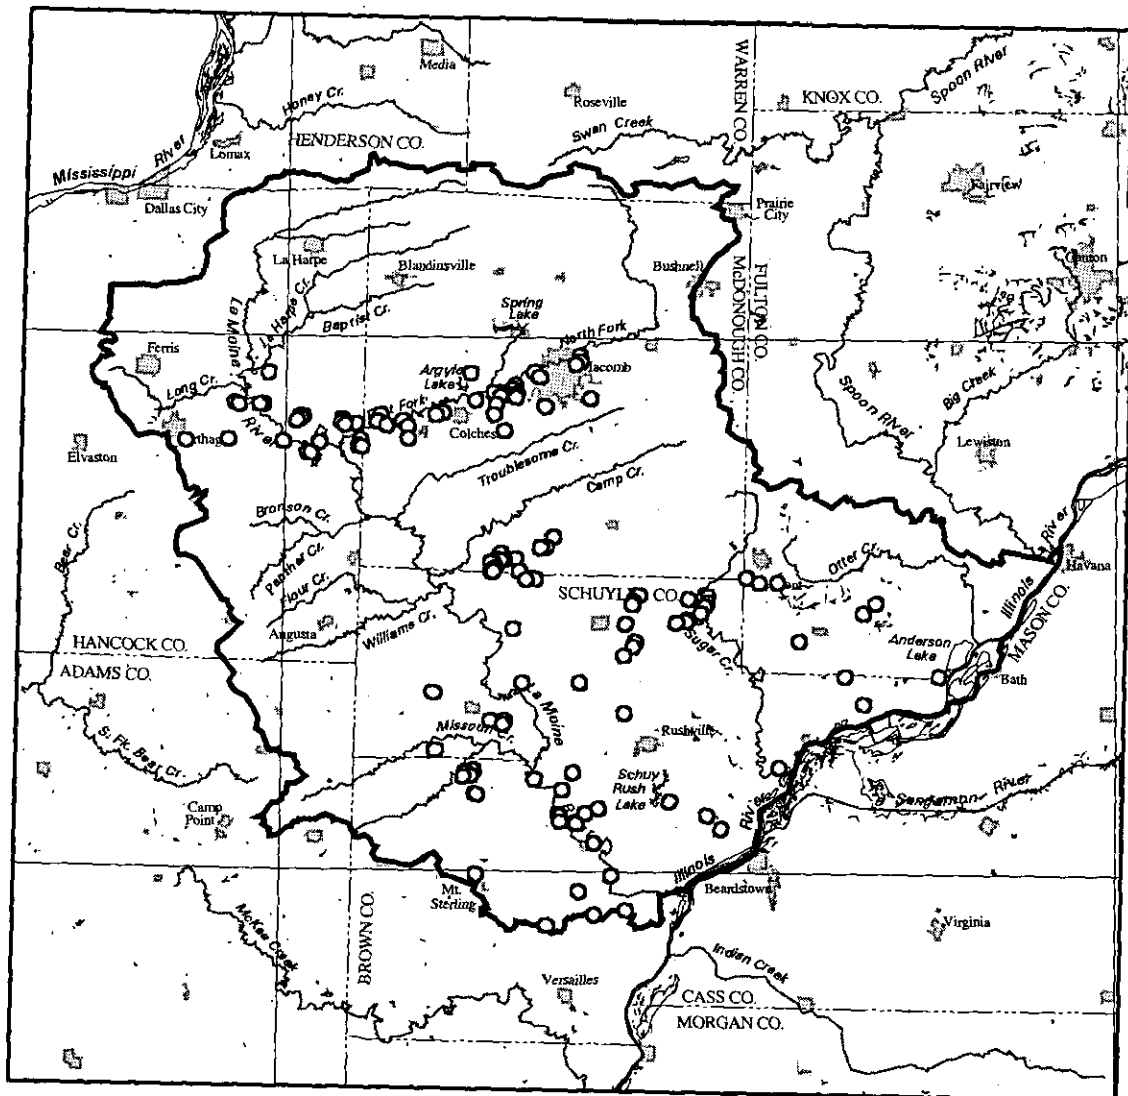 Media
Roseville
WARREN CO.
KNOX CO.
Spoon River
Honey Cr.
Swan Creek
HENDERSON CO.
Lomax
Mississippi River
Dallas City
Fairview
Prairie City
La Harpe
Blandinsville
Bushnell
FULTON CO.
McDONOUGH CO.
La Moine
Baptist Cr.
Spring Lake
North Fork
Ferris
Argyle Lake
Long Cr.
Fork
River
Spoon River
Big Creek
Elvaston
Troublesome Cr.
Camp Cr.
Lewiston
Bear Cr.
Bronson Cr.
Panther Cr.
Flour Cr.
Otter Cr.
River
Havana
SCHUYLER CO.
Augusta
Williams Cr.
Sugar Cr.
Illinois
MASON CO.
HANCOCK CO.
ADAMS CO.
Anderson Lake
Bath
La Moine
Missouri Cr.
Rushville
S. Fk. Bear Cr.
Camp Point
Schuy Rush Lake
River
Sangamon River
Illinois
Beardstown
Mt. Sterling
BROWN CO.
McKee Creek
Virginia
Indian Creek
Versailles
CASS CO.
MORGAN CO.